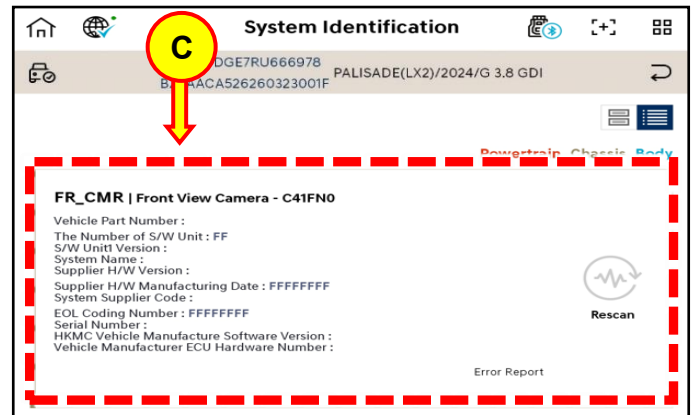 System Identification
C
DGE7RU666978
PALISADE(LX2)/2024/G 3.8 GDI
ACA526260323001F
Powertrain Chassis Body
FR_CMR | Front View Camera - C41FN0
Vehicle Part Number :
The Number of S/W Unit : FF
S/W Unit1 Version :
System Name :
Supplier H/W Version :
Supplier H/W Manufacturing Date : FFFFFFFF
System Supplier Code :
EOL Coding Number : FFFFFFFF
Serial Number :
HKMC Vehicle Manufacture Software Version :
Vehicle Manufacturer ECU Hardware Number :
Rescan
Error Report